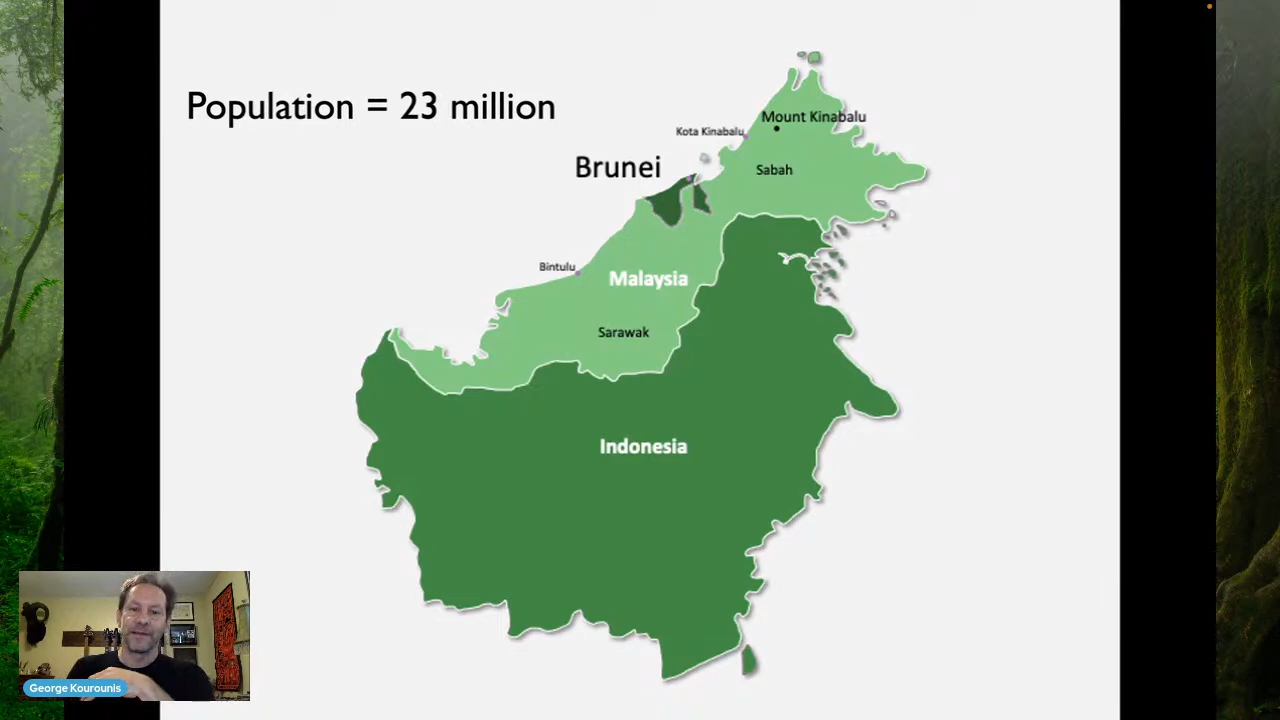 Population = 23 million
Mount Kinabalu
Kota Kinabalu
Brunei
Sabah
Bintulu
Malaysia
Sarawak
Indonesia
George Kourounis